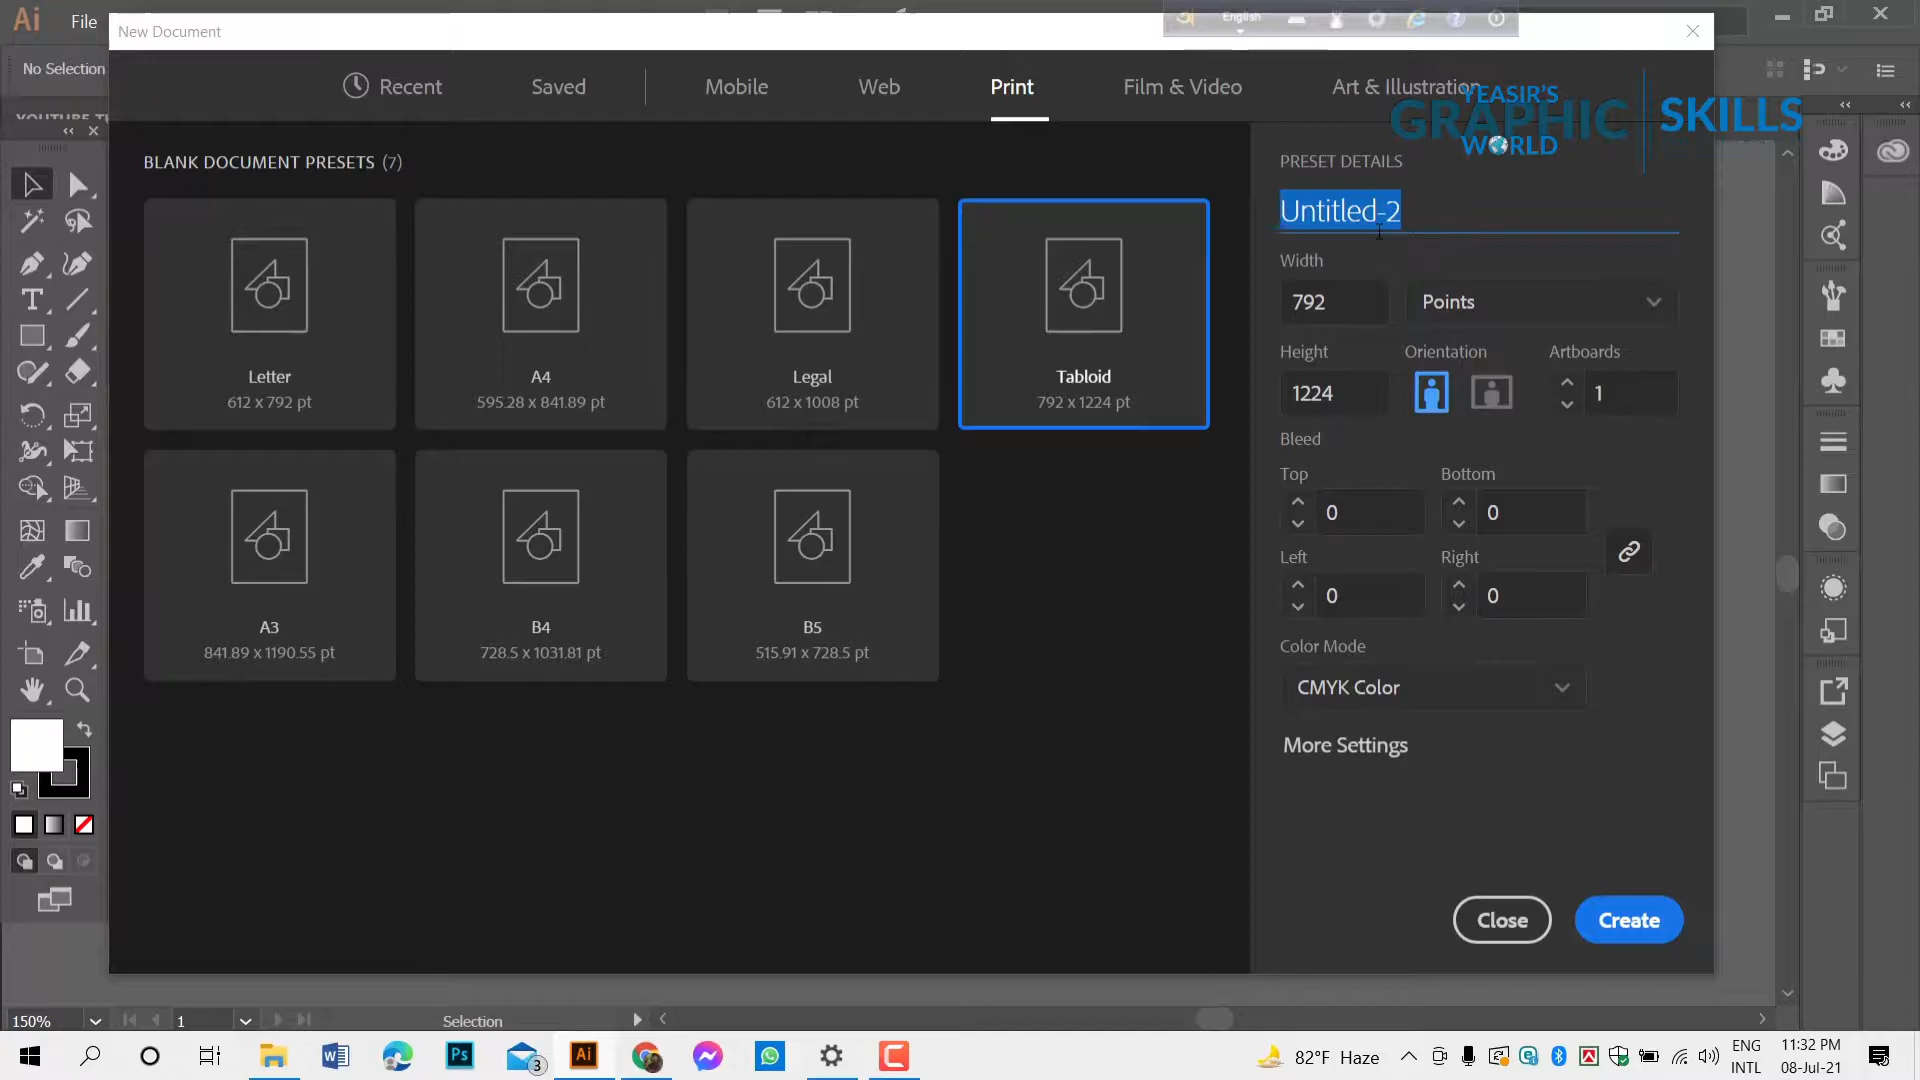 Ai File
New Document
English
No Selection
Recent Saved Mobile Web Print Film & Video Art & Illustration
YEASIR'S
GRAPHIC
WORLD
SKILLS
BLANK DOCUMENT PRESETS (7)
PRESET DETAILS
Untitled-2
Width
792 Points
Height Orientation Artboards
1224 1
Bleed
Top Bottom
0 0
Left Right
0 0
Color Mode
CMYK Color
More Settings
Close Create
Letter
612 x 792 pt
A4
595.28 x 841.89 pt
Legal
612 x 1008 pt
Tabloid
792 x 1224 pt
A3
841.89 x 1190.55 pt
B4
728.5 x 1031.81 pt
B5
515.91 x 728.5 pt
150% 1 Selection
W Ps 3 Ai
82°F Haze
ENG
INTL
11:32 PM
08-Jul-21